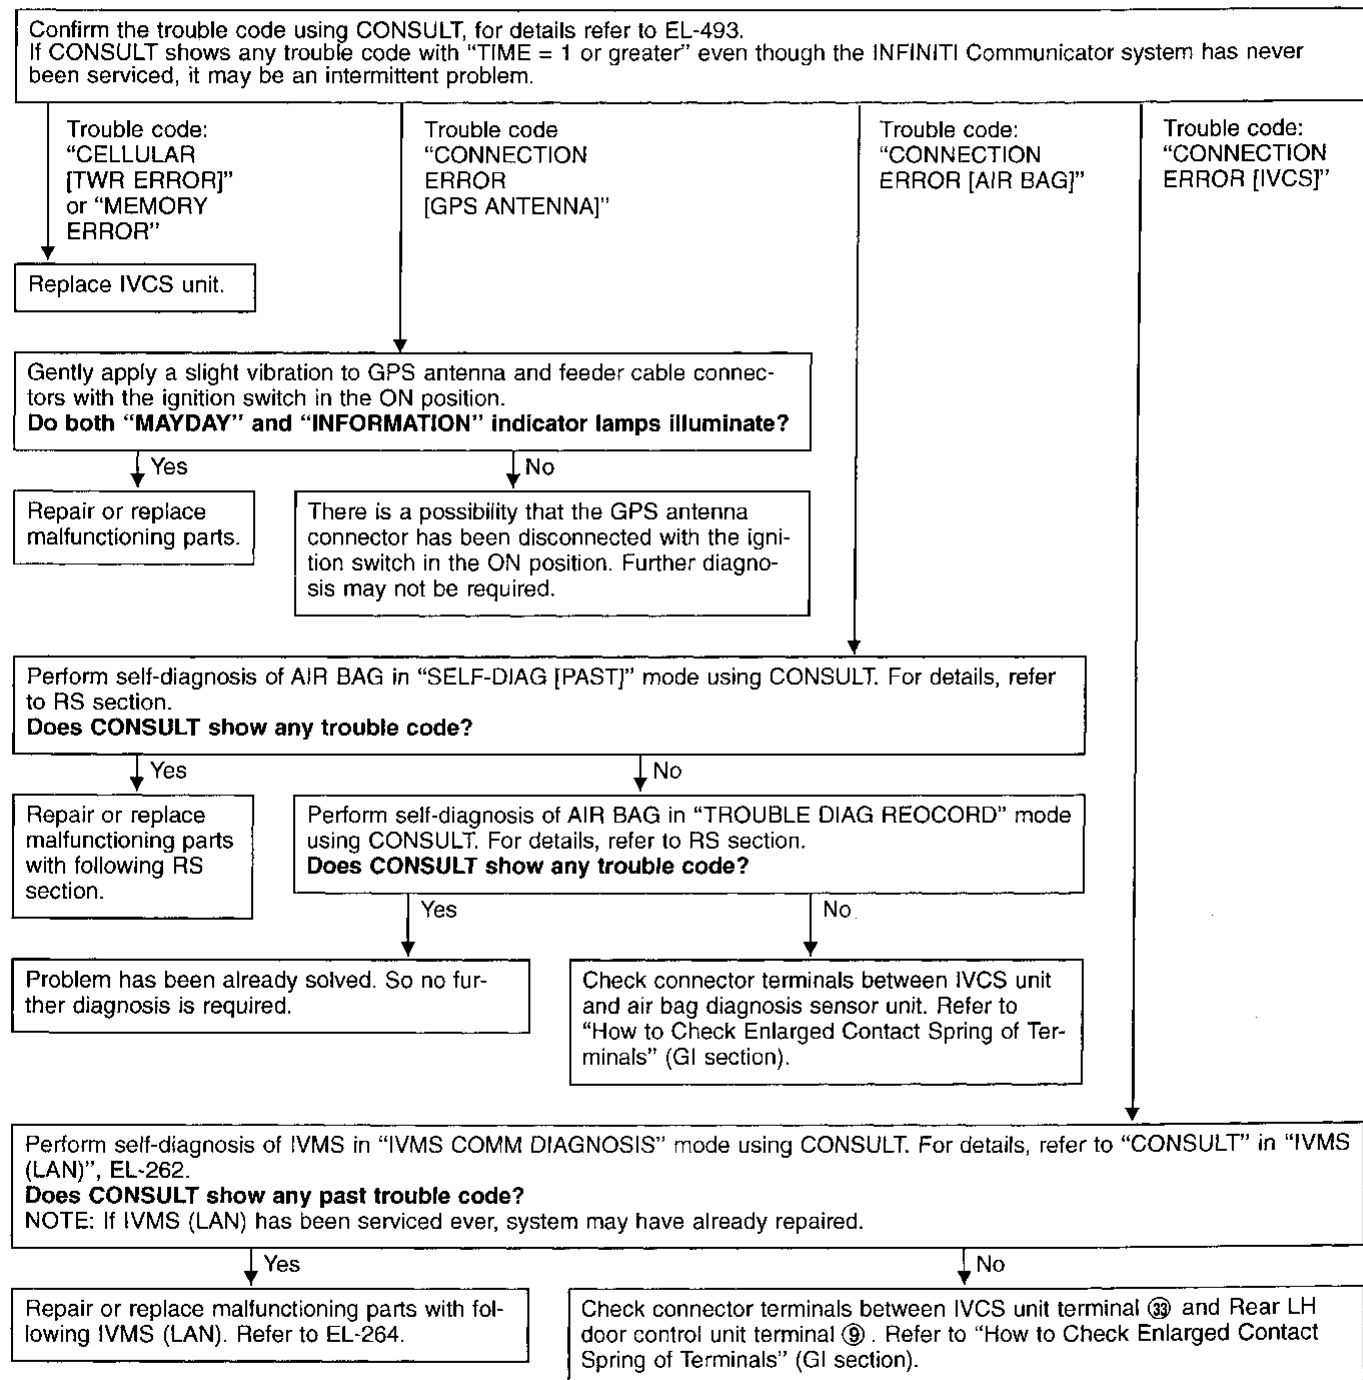 Confirm the trouble code using CONSULT, for details refer to EL-493.
If CONSULT shows any trouble code with “TIME = 1 or greater” even though the INFINITI Communicator system has never
been serviced, it may be an intermittent problem.
Trouble code:
“CELLULAR
[TWR ERROR]”
or “MEMORY
ERROR”
Trouble code
“CONNECTION
ERROR
[GPS ANTENNA]”
Trouble code:
“CONNECTION
ERROR [AIR BAG]”
Trouble code:
“CONNECTION
ERROR [IVCS]”
Replace IVCS unit.
Gently apply a slight vibration to GPS antenna and feeder cable connec-
tors with the ignition switch in the ON position.
Do both “MAYDAY” and “INFORMATION” indicator lamps illuminate?
Yes
No
Repair or replace
malfunctioning parts.
There is a possibility that the GPS antenna
connector has been disconnected with the igni-
tion switch in the ON position. Further diagno-
sis may not be required.
Perform self-diagnosis of AIR BAG in “SELF-DIAG [PAST]” mode using CONSULT. For details, refer
to RS section.
Does CONSULT show any trouble code?
Yes
No
Repair or replace
malfunctioning parts
with following RS
section.
Perform self-diagnosis of AIR BAG in “TROUBLE DIAG REOCORD” mode
using CONSULT. For details, refer to RS section.
Does CONSULT show any trouble code?
Yes
No
Problem has been already solved. So no fur-
ther diagnosis is required.
Check connector terminals between IVCS unit
and air bag diagnosis sensor unit. Refer to
“How to Check Enlarged Contact Spring of Ter-
minals” (GI section).
Perform self-diagnosis of IVMS in “IVMS COMM DIAGNOSIS” mode using CONSULT. For details, refer to “CONSULT” in “IVMS
(LAN)”, EL-262.
Does CONSULT show any past trouble code?
NOTE: If IVMS (LAN) has been serviced ever, system may have already repaired.
Yes
No
Repair or replace malfunctioning parts with fol-
lowing IVMS (LAN). Refer to EL-264.
Check connector terminals between IVCS unit terminal ㉝ and Rear LH
door control unit terminal ⑨ . Refer to “How to Check Enlarged Contact
Spring of Terminals” (GI section).